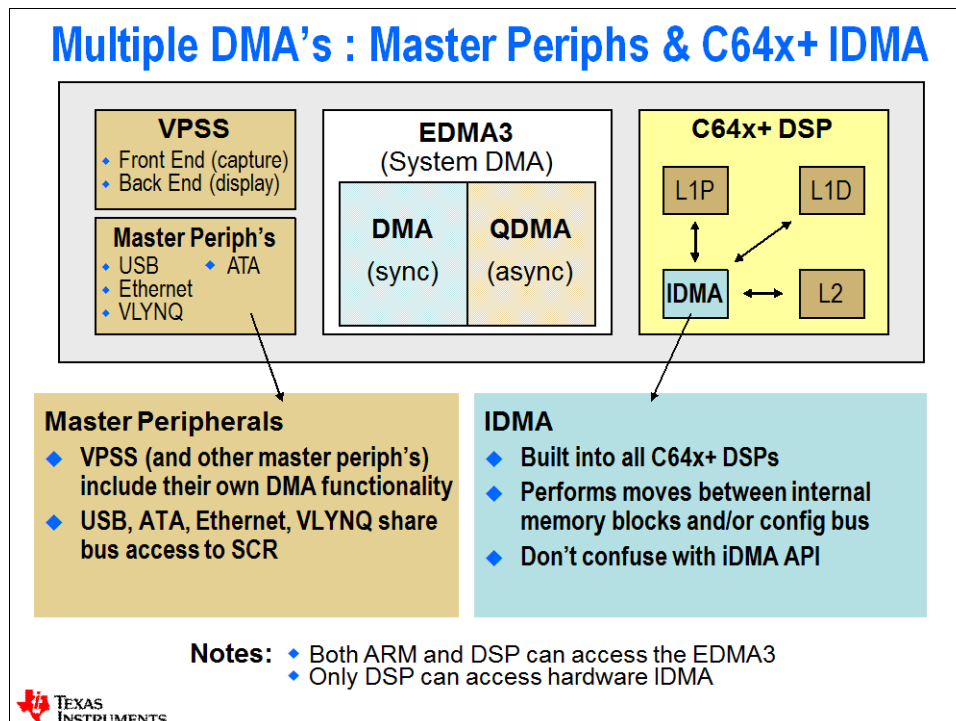 Multiple DMA's : Master Periphs & C64x+ IDMA
VPSS
Front End (capture)
Back End (display)
Master Periph's
USB
ATA
Ethernet
VLYNQ
EDMA3
(System DMA)
DMA
(sync)
QDMA
(async)
C64x+ DSP
L1P
L1D
IDMA
L2
Master Peripherals
VPSS (and other master periph's)
include their own DMA functionality
USB, ATA, Ethernet, VLYNQ share
bus access to SCR
IDMA
Built into all C64x+ DSPs
Performs moves between internal
memory blocks and/or config bus
Don't confuse with iDMA API
Notes:
Both ARM and DSP can access the EDMA3
Only DSP can access hardware IDMA
TEXAS
INSTRUMENTS